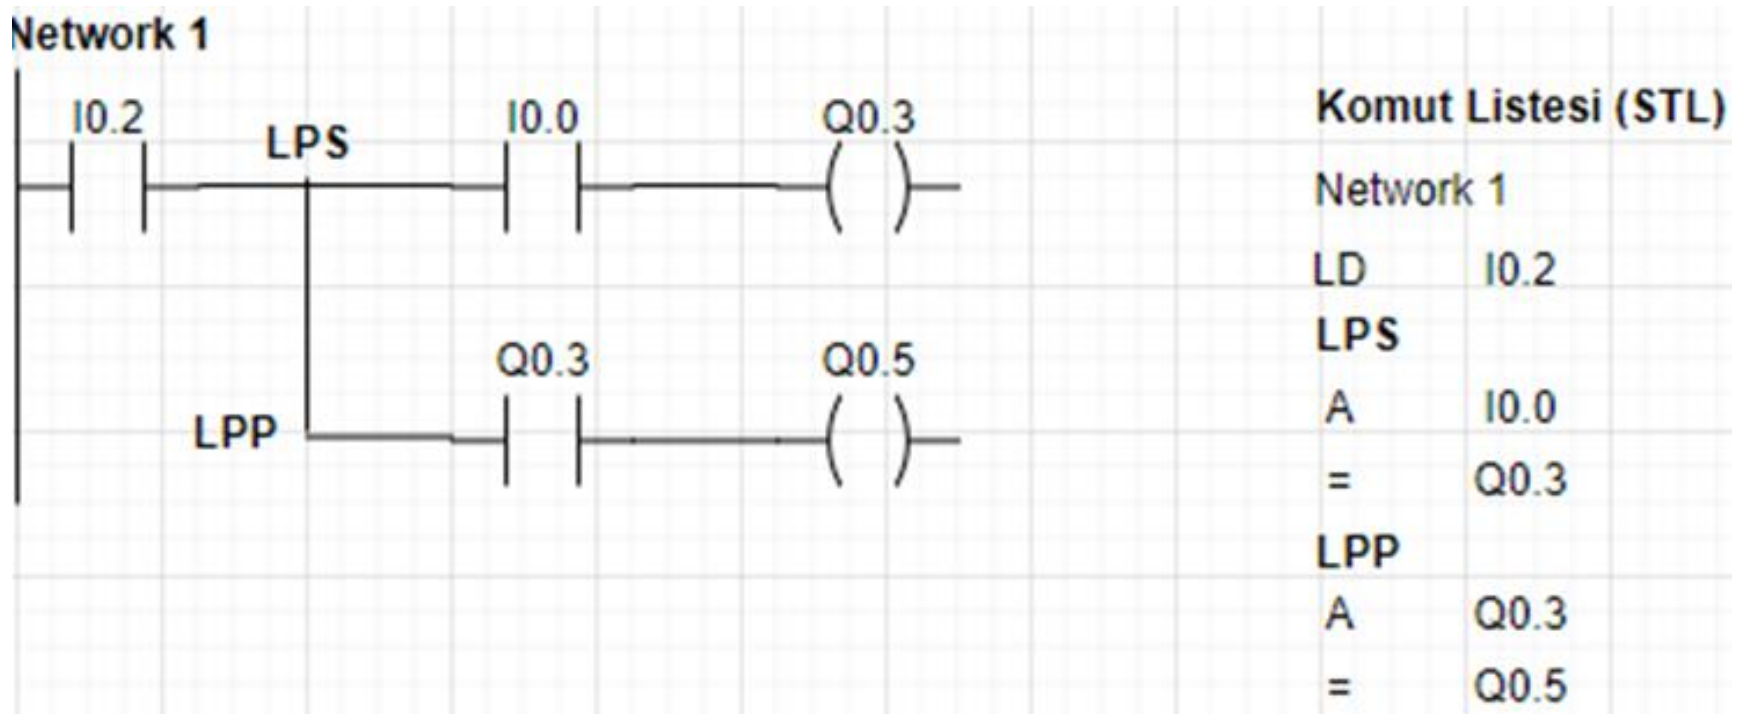 Network 1
I0.2
LPS
I0.0
Q0.3
LPP
Q0.3
Q0.5
Komut Listesi (STL)
Network 1
LD I0.2
LPS
A I0.0
= Q0.3
LPP
A Q0.3
= Q0.5